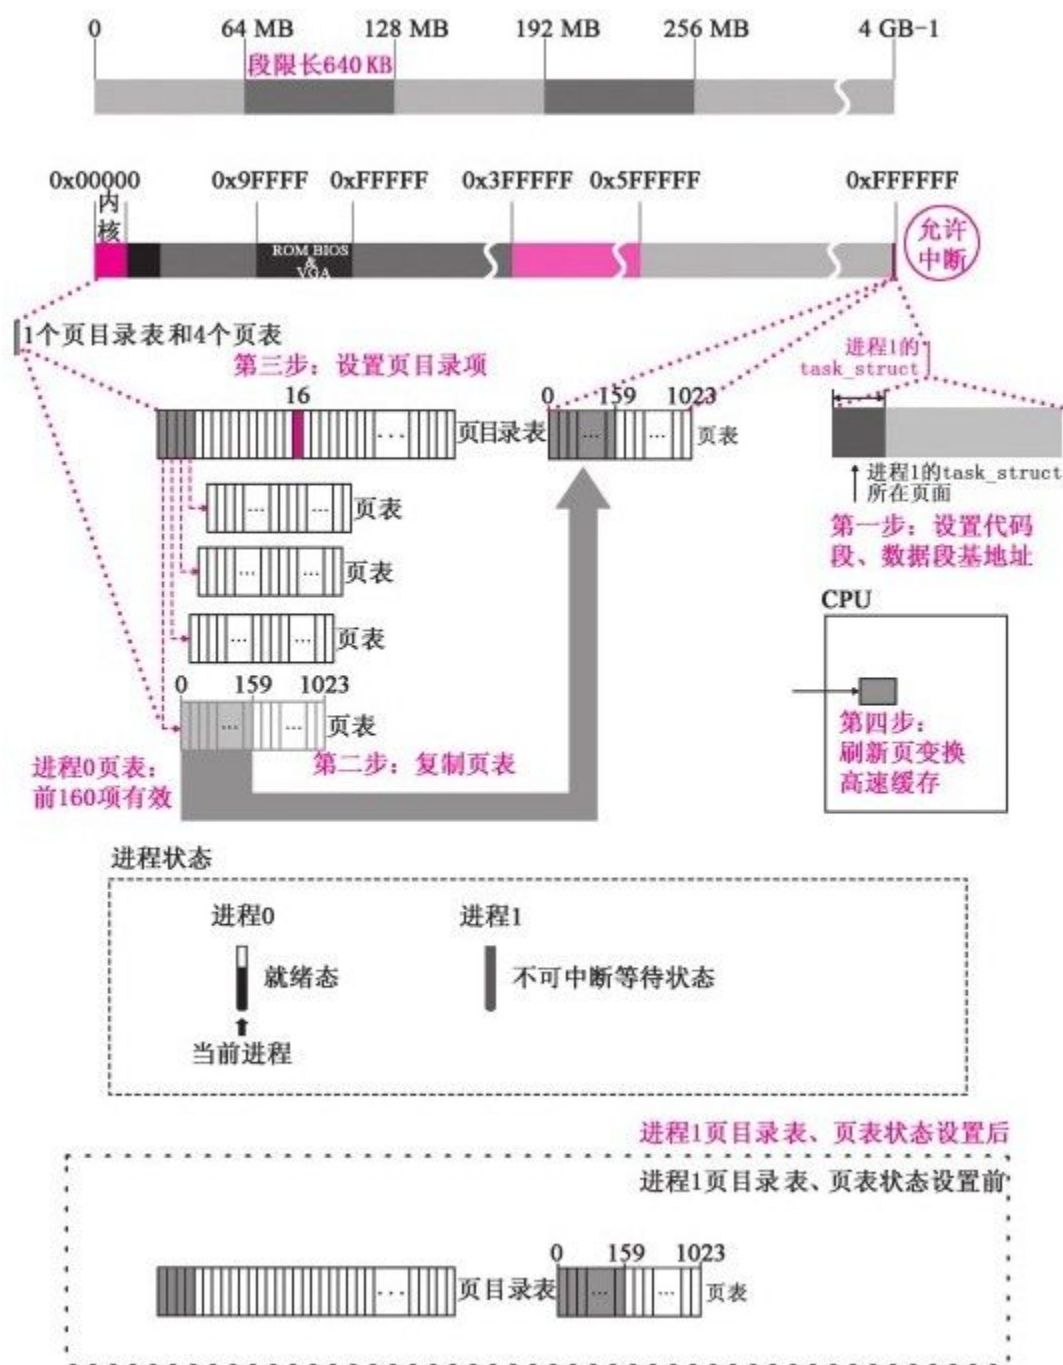 0 64 MB 128 MB 192 MB 256 MB 4 GB-1
段限长640 KB
0x00000 0x9FFFF 0xFFFFF 0x3FFFFF 0x5FFFFF 0xFFFFFF
内
核
ROM BIOS
&
VGA
允许
中断
1个页目录表和4个页表
第三步：设置页目录项
进程1的
task_struct
16
0 159 1023
... 页目录表
... ... 页表
进程1的task_struct
所在页面
第一步：设置代码
段、数据段基地址
... ... 页表
... ... 页表
... ... 页表
0 159 1023
... ... 页表
进程0页表：
前160项有效
第二步：复制页表
CPU
第四步：
刷新页变换
高速缓存
进程状态
进程0 进程1
就绪态 不可中断等待状态
当前进程
进程1页目录表、页表状态设置后
进程1页目录表、页表状态设置前
0 159 1023
... 页目录表 ... ... 页表